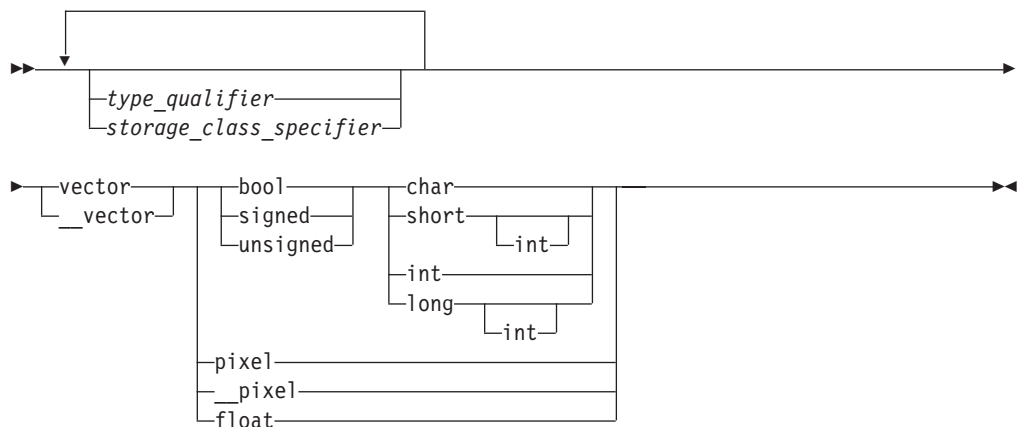 type_qualifier
storage_class_specifier
vector bool char
__vector signed short
unsigned int
int
long
int
pixel
__pixel
float